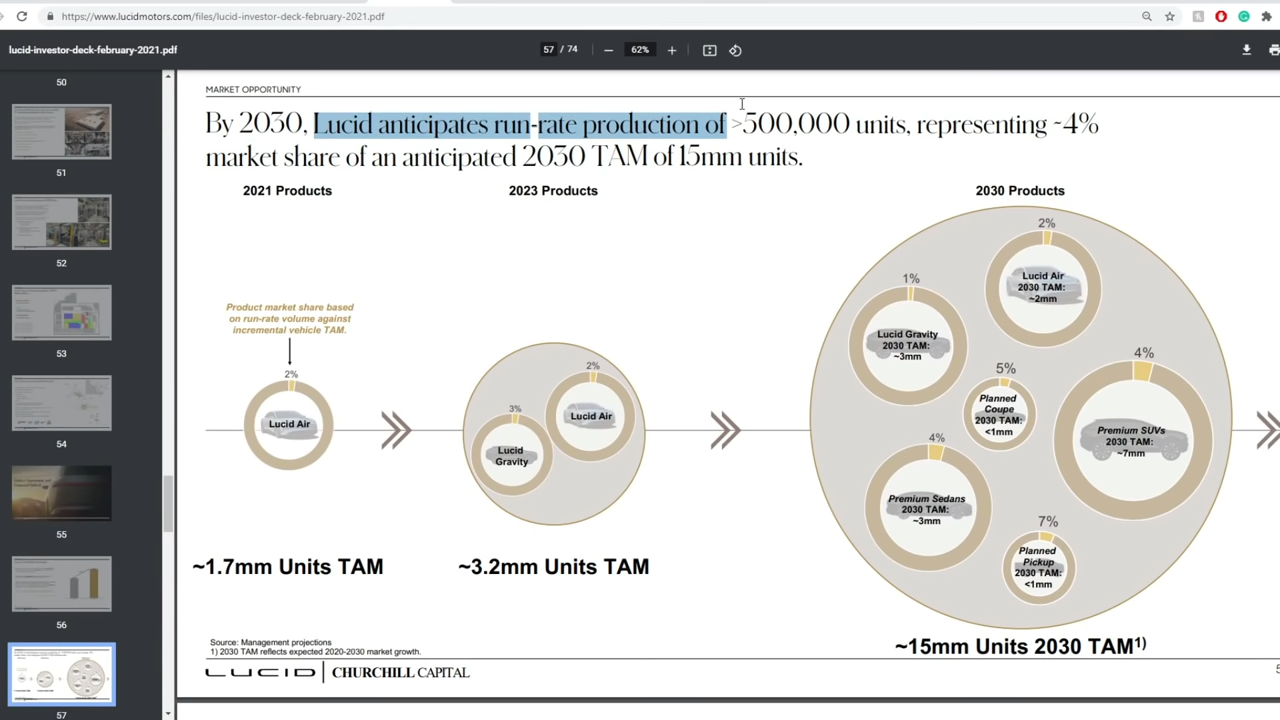 https://www.lucidmotors.com/files/lucid-investor-deck-february-2021.pdf
lucid-investor-deck-february-2021.pdf
57 / 74
62%
50
51
52
53
54
55
56
57
MARKET OPPORTUNITY
By 2030, Lucid anticipates run-rate production of >500,000 units, representing ~4%
market share of an anticipated 2030 TAM of 15mm units.
2021 Products
2023 Products
2030 Products
Product market share based
on run-rate volume against
incremental vehicle TAM.
2%
Lucid Air
~1.7mm Units TAM
3%
Lucid
Gravity
2%
Lucid Air
~3.2mm Units TAM
1%
Lucid Gravity
2030 TAM:
~3mm
2%
Lucid Air
2030 TAM:
~2mm
5%
Planned
Coupe
2030 TAM:
<1mm
4%
Premium SUVs
2030 TAM:
~7mm
4%
Premium Sedans
2030 TAM:
~3mm
7%
Planned
Pickup
2030 TAM:
<1mm
~15mm Units 2030 TAM1)
Source: Management projections
1) 2030 TAM reflects expected 2020-2030 market growth.
LUCID | CHURCHILL CAPITAL